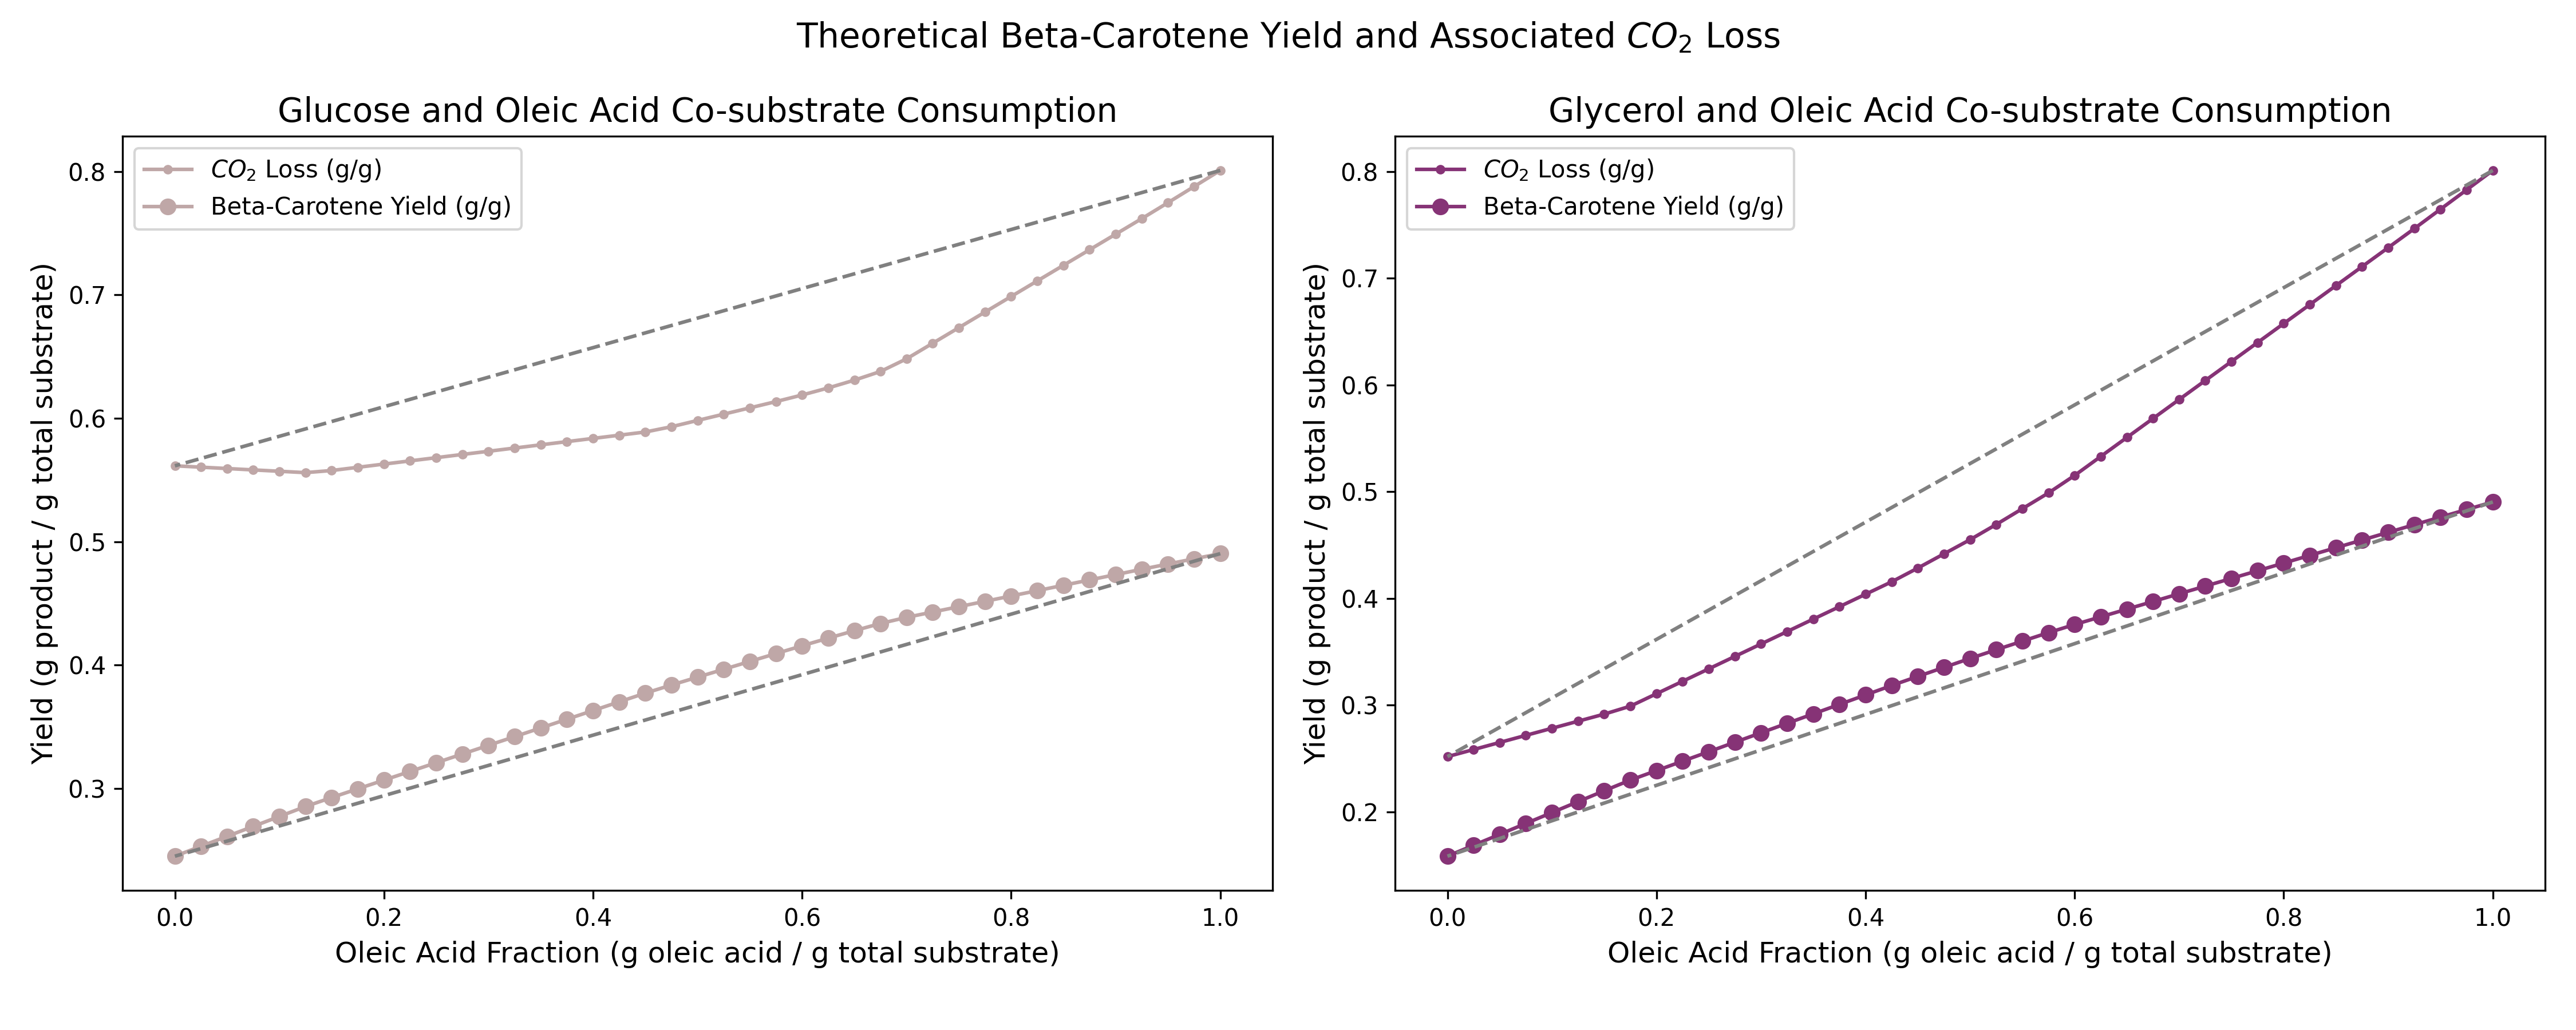 Theoretical Beta-Carotene Yield and Associated CO₂ Loss
Glucose and Oleic Acid Co-substrate Consumption
CO₂ Loss (g/g)
Beta-Carotene Yield (g/g)
Yield (g product / g total substrate)
0.8
0.7
0.6
0.5
0.4
0.3
0.0 0.2 0.4 0.6 0.8 1.0
Oleic Acid Fraction (g oleic acid / g total substrate)
Glycerol and Oleic Acid Co-substrate Consumption
CO₂ Loss (g/g)
Beta-Carotene Yield (g/g)
Yield (g product / g total substrate)
0.8
0.7
0.6
0.5
0.4
0.3
0.2
0.0 0.2 0.4 0.6 0.8 1.0
Oleic Acid Fraction (g oleic acid / g total substrate)